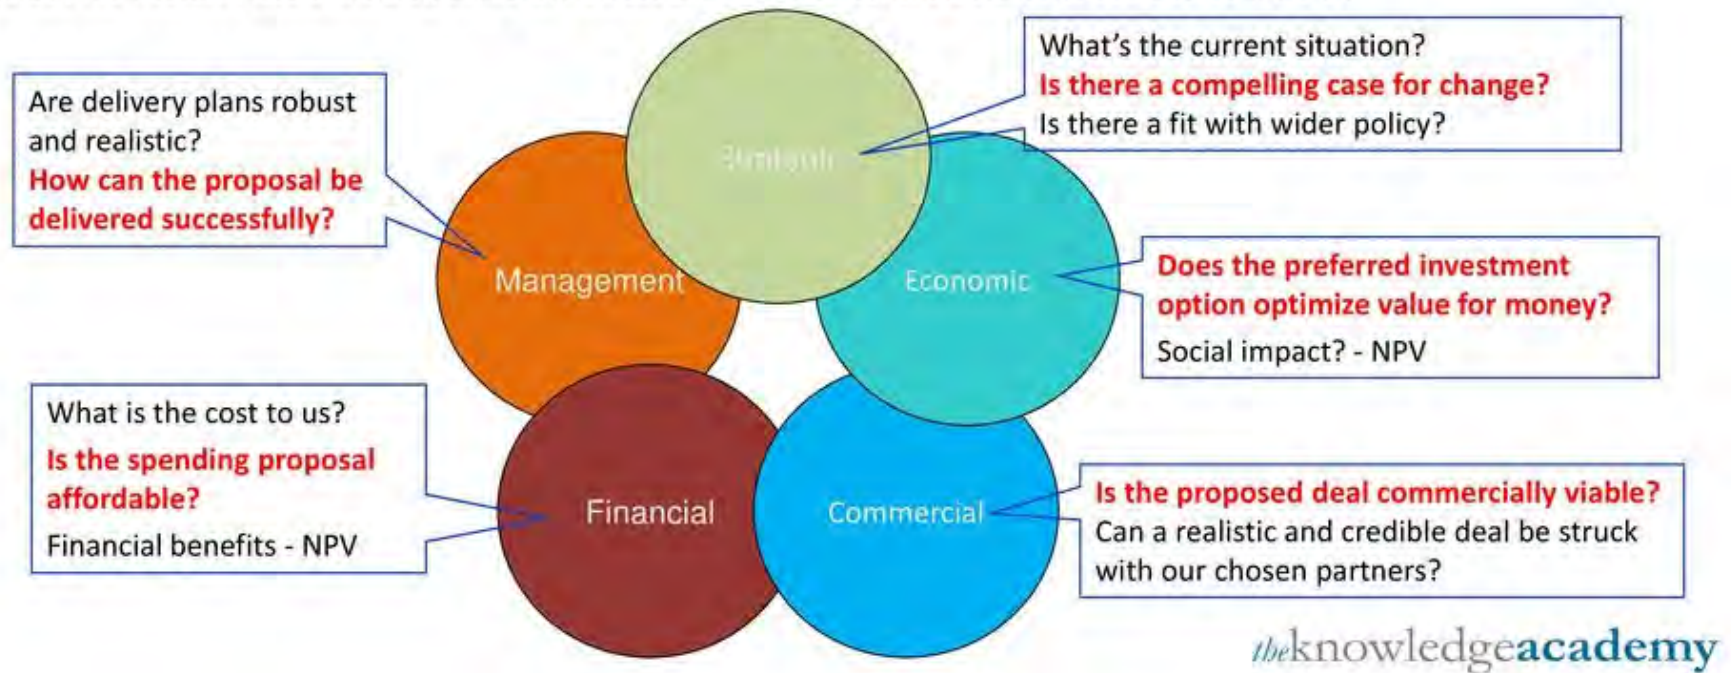 What's the current situation?
Is there a compelling case for change?
Is there a fit with wider policy?
Are delivery plans robust
and realistic?
How can the proposal be
delivered successfully?
Management
Economic
Does the preferred investment
option optimize value for money?
Social impact? - NPV
What is the cost to us?
Is the spending proposal
affordable?
Financial benefits - NPV
Financial
Commercial
Is the proposed deal commercially viable?
Can a realistic and credible deal be struck
with our chosen partners?
theknowledgeacademy